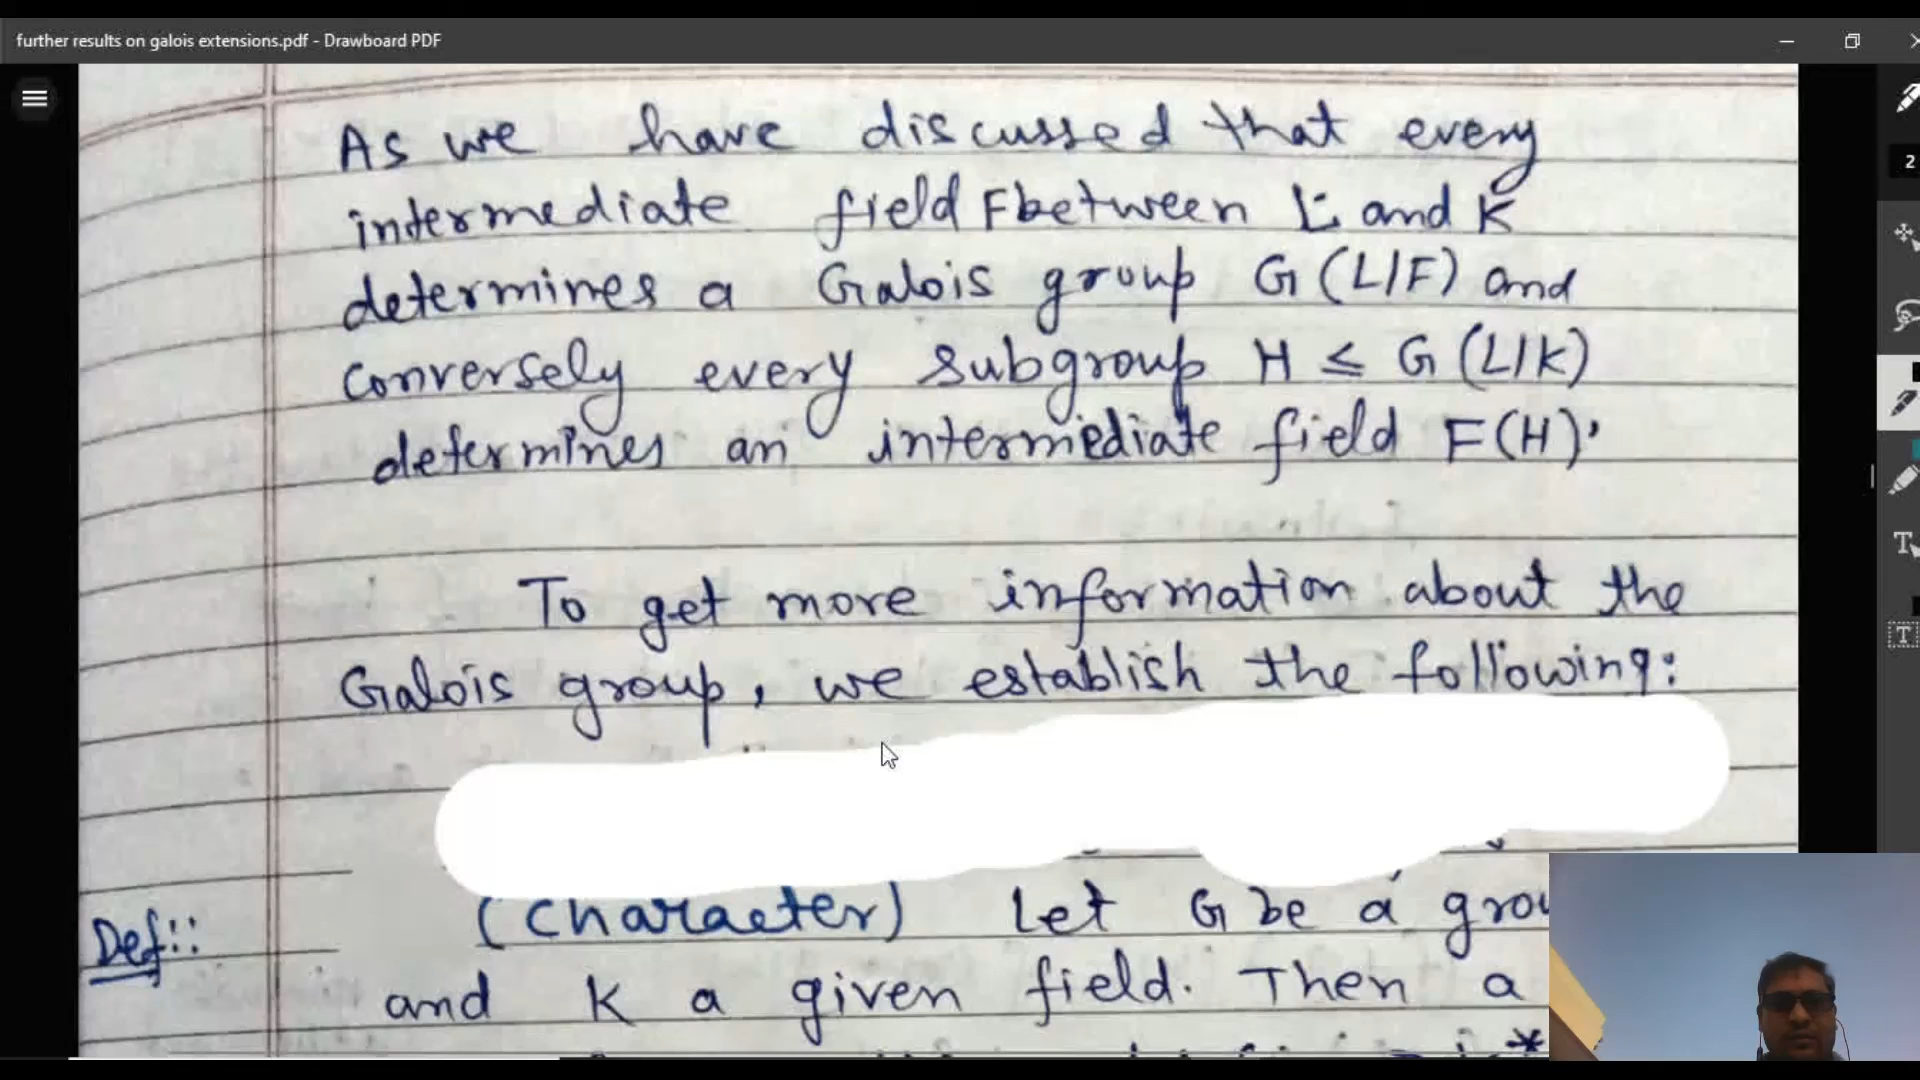 further results on galois extensions.pdf - Drawboard PDF
As we have discussed that every
intermediate field F between L and K
determines a Galois group G (L/F) and
conversely every subgroup H ≤ G (L/K)
determines an intermediate field F(H).
To get more information about the
Galois group, we establish the following:
Def:: (Character) Let G be a grou
and K a given field. Then a
2